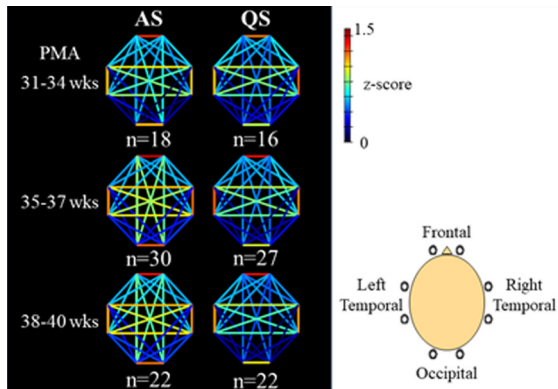 AS QS
PMA
31-34 wks
n=18 n=16
35-37 wks
n=30 n=27
38-40 wks
n=22 n=22
1.5
z-score
0
Frontal
Left Temporal
Right Temporal
Occipital